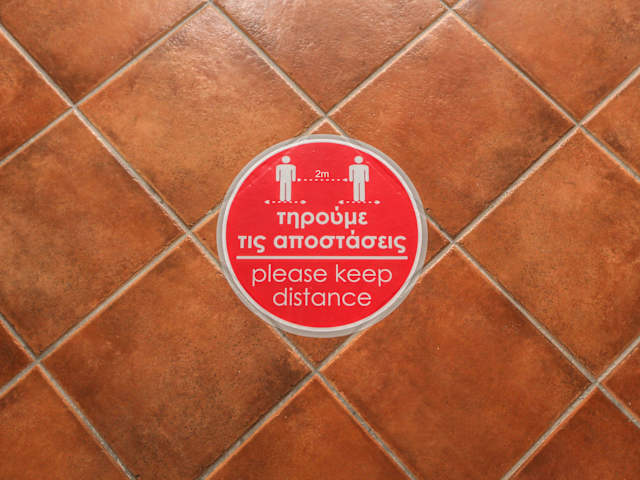 2m
τηρούμε
τις αποστάσεις
please keep
distance